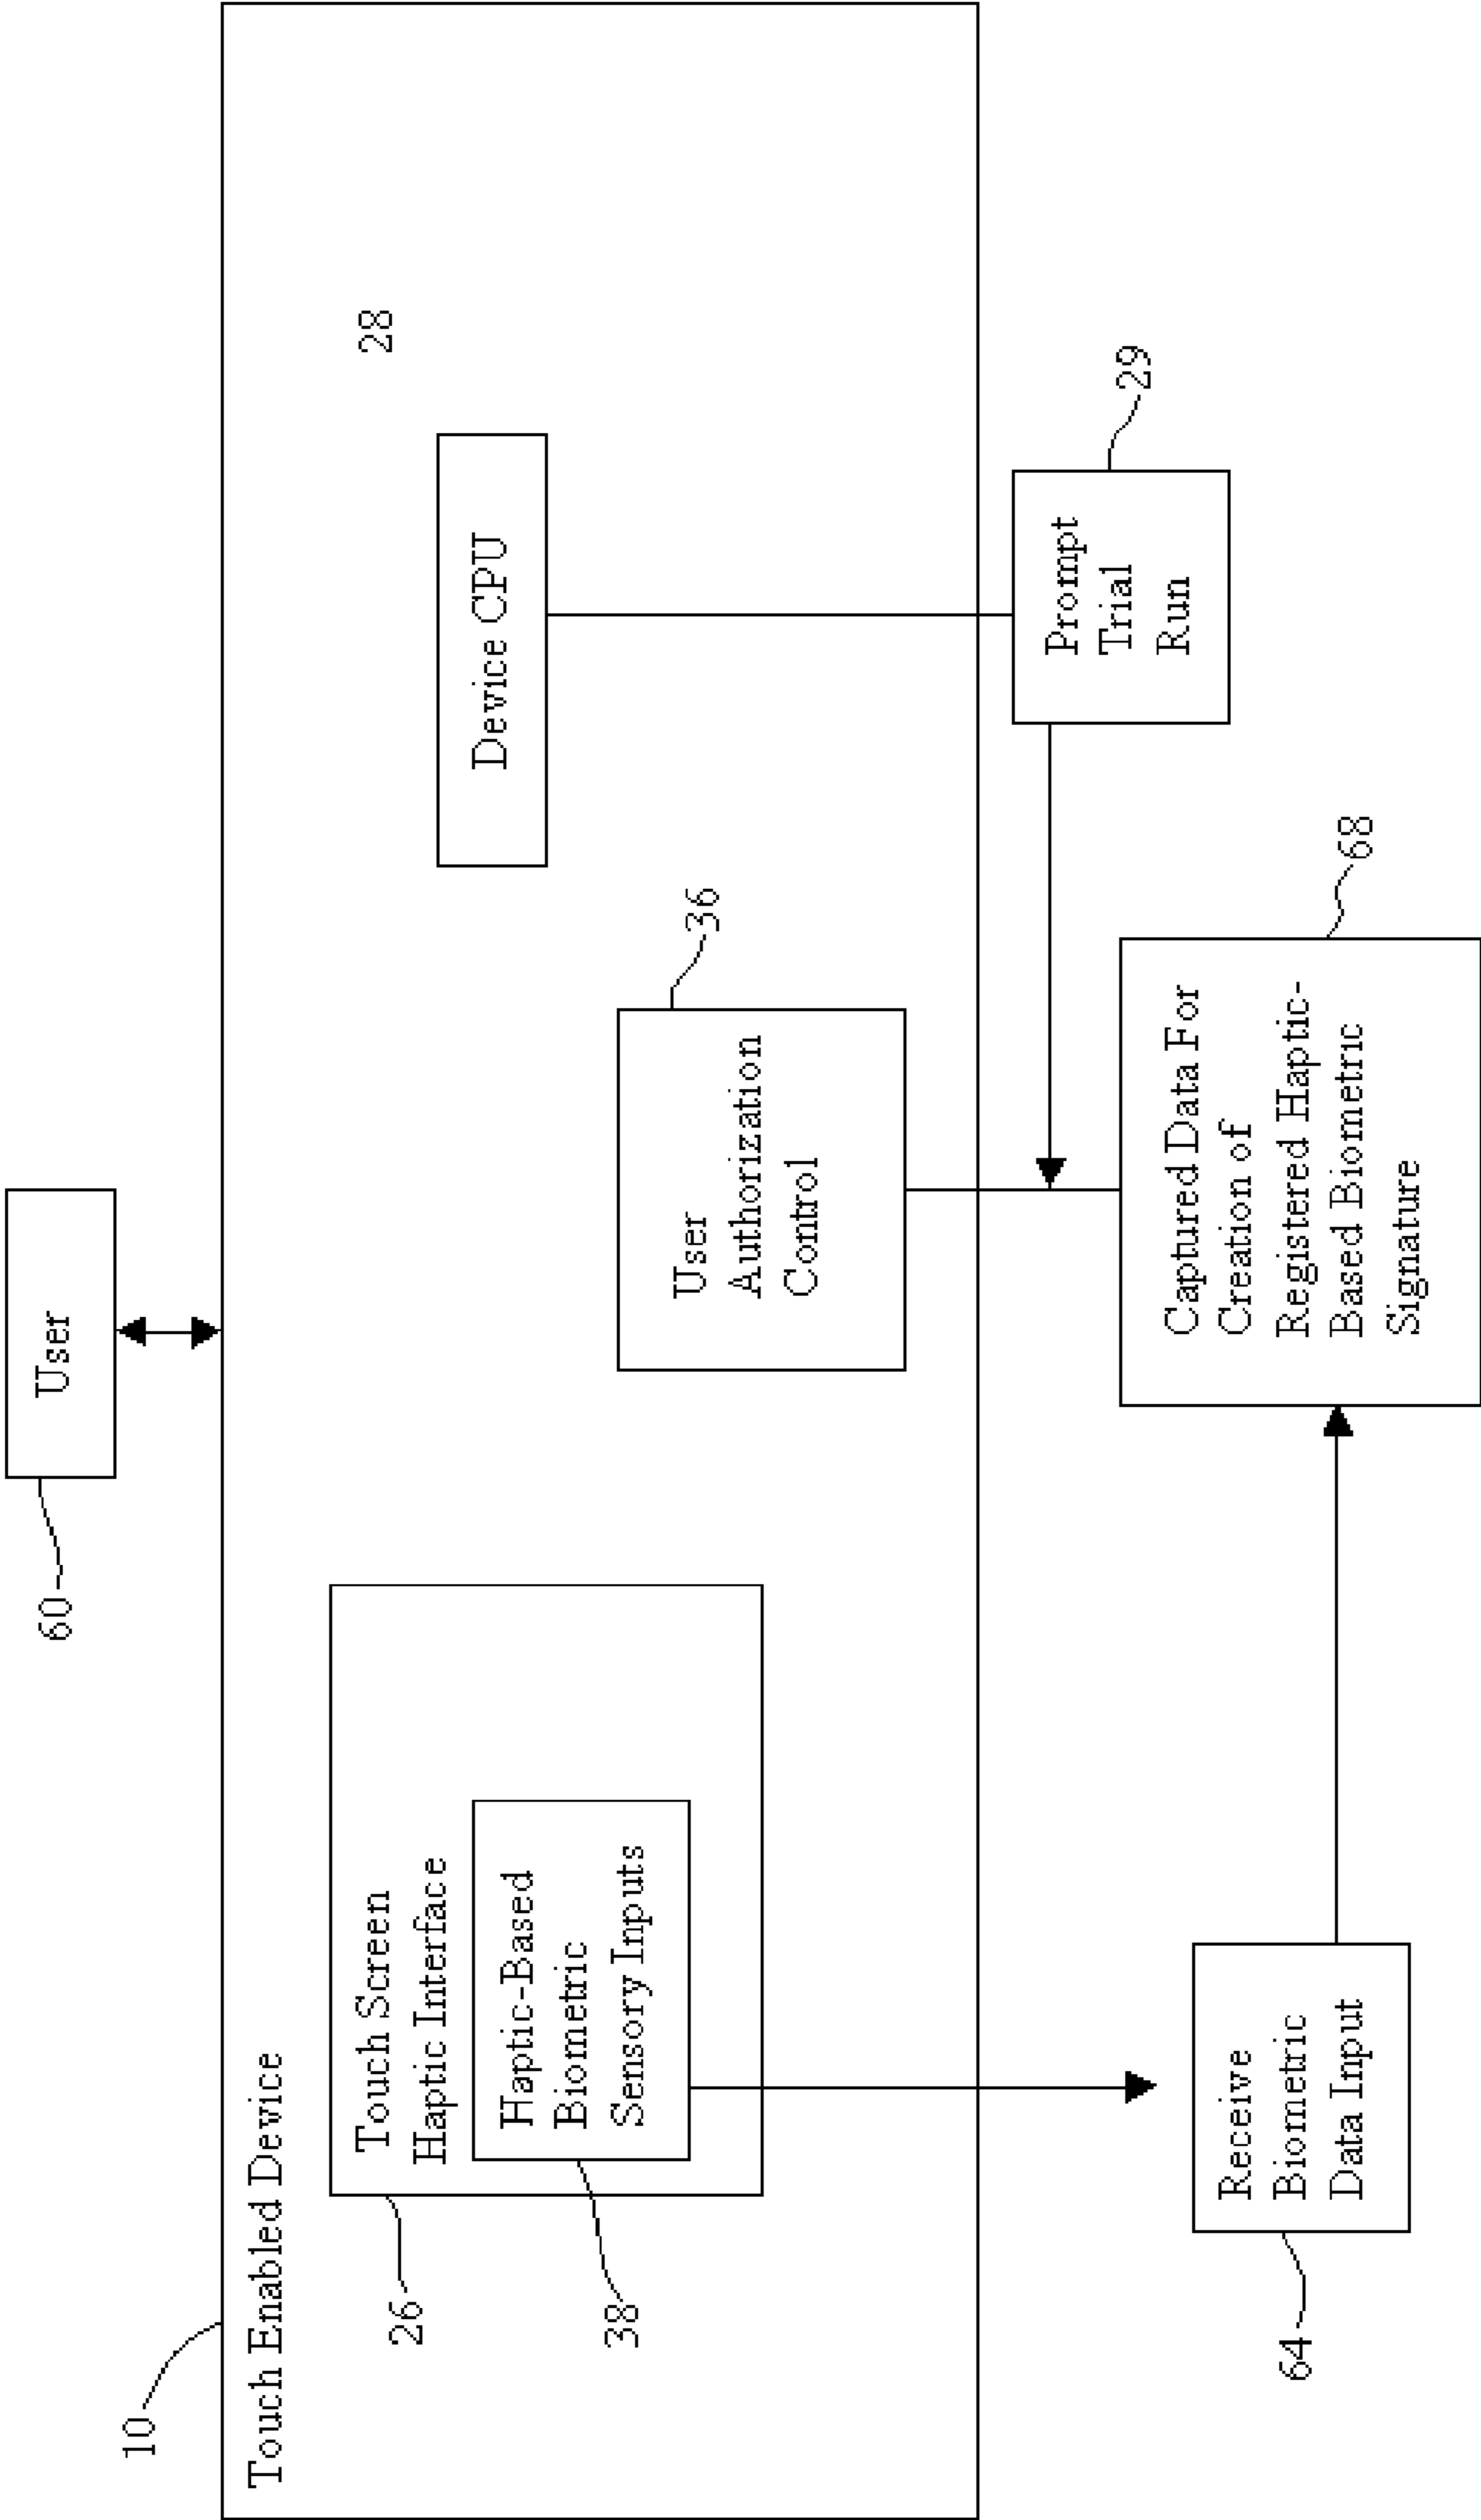 60
User
10
Touch Enabled Device
26
Touch Screen
Haptic Interface
38
Haptic-Based
Biometric
Sensory Inputs
36
User
Authorization
Control
28
Device CPU
64
Receive
Biometric
Data Input
68
Captured Data For
Creation of
Registered Haptic-
Based Biometric
Signature
29
Prompt
Trial
Run